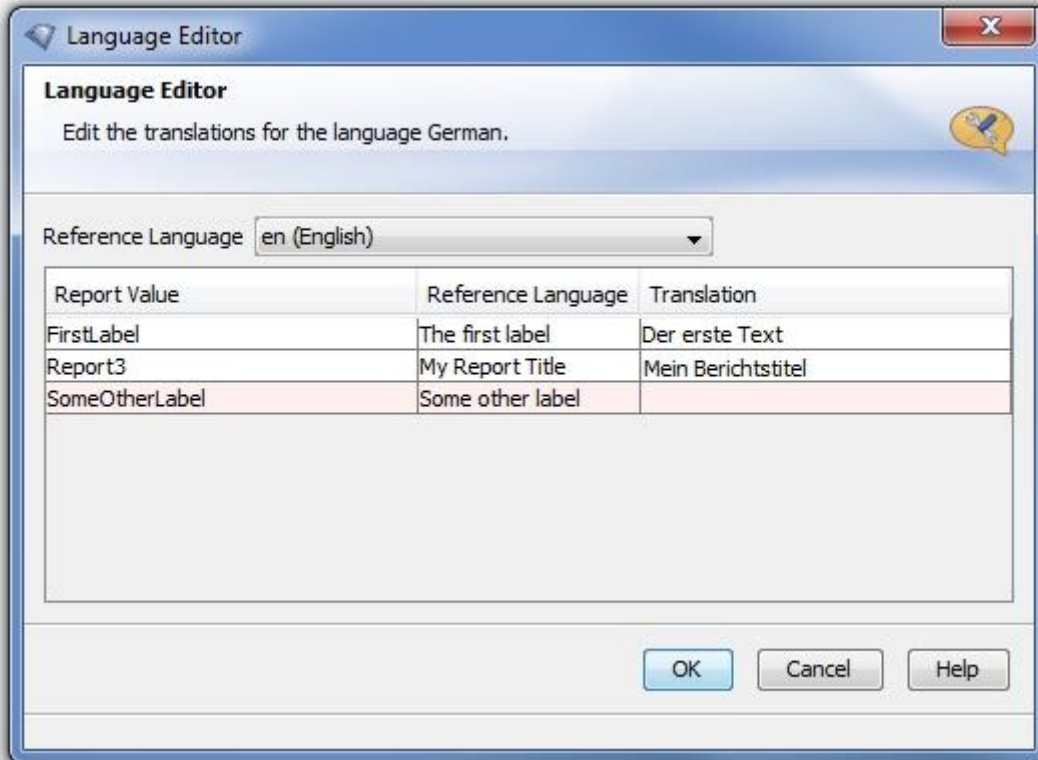 Language Editor
Language Editor
Edit the translations for the language German.
Reference Language en (English)
Report Value Reference Language Translation
FirstLabel The first label Der erste Text
Report3 My Report Title Mein Berichtstitel
SomeOtherLabel Some other label
OK Cancel Help